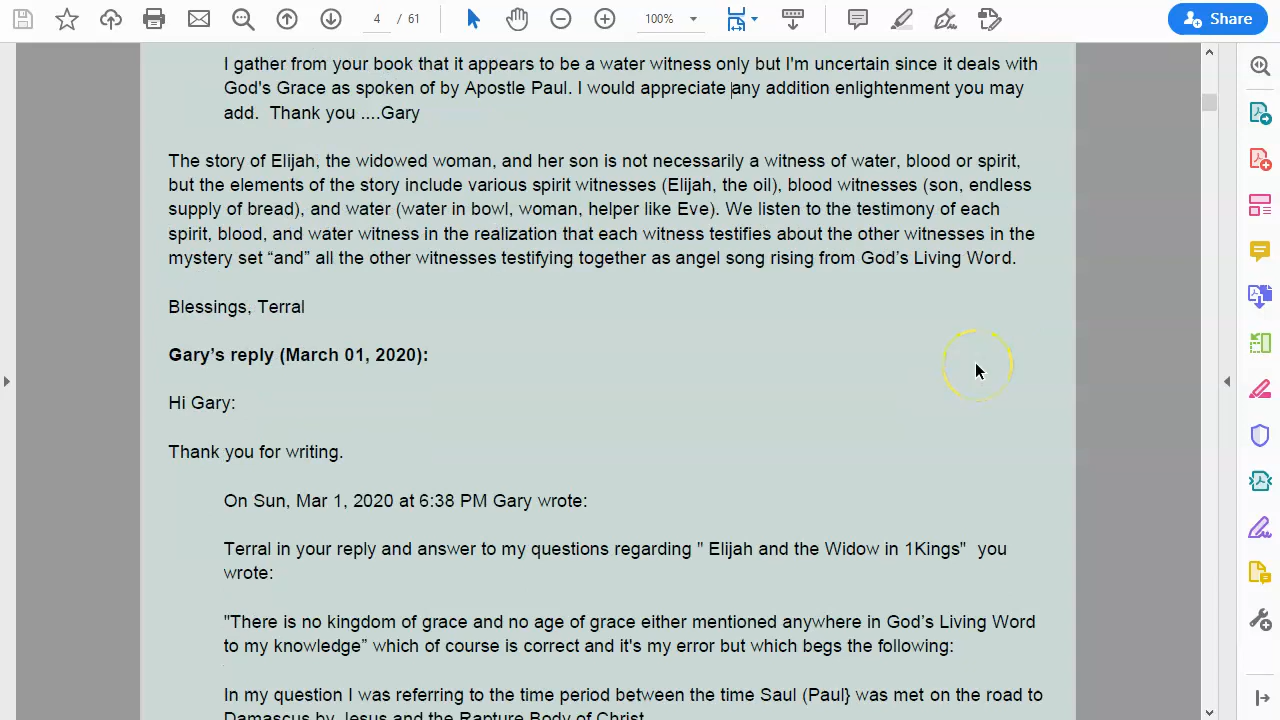 4 / 61
100%
Share
I gather from your book that it appears to be a water witness only but I'm uncertain since it deals with
God's Grace as spoken of by Apostle Paul. I would appreciate any addition enlightenment you may
add.  Thank you ....Gary
The story of Elijah, the widowed woman, and her son is not necessarily a witness of water, blood or spirit,
but the elements of the story include various spirit witnesses (Elijah, the oil), blood witnesses (son, endless
supply of bread), and water (water in bowl, woman, helper like Eve). We listen to the testimony of each
spirit, blood, and water witness in the realization that each witness testifies about the other witnesses in the
mystery set “and” all the other witnesses testifying together as angel song rising from God’s Living Word.
Blessings, Terral
Gary’s reply (March 01, 2020):
Hi Gary:
Thank you for writing.
On Sun, Mar 1, 2020 at 6:38 PM Gary wrote:
Terral in your reply and answer to my questions regarding " Elijah and the Widow in 1Kings"  you
wrote:
"There is no kingdom of grace and no age of grace either mentioned anywhere in God’s Living Word
to my knowledge” which of course is correct and it's my error but which begs the following:
In my question I was referring to the time period between the time Saul (Paul} was met on the road to
Damascus by Jesus and the Rapture Body of Christ